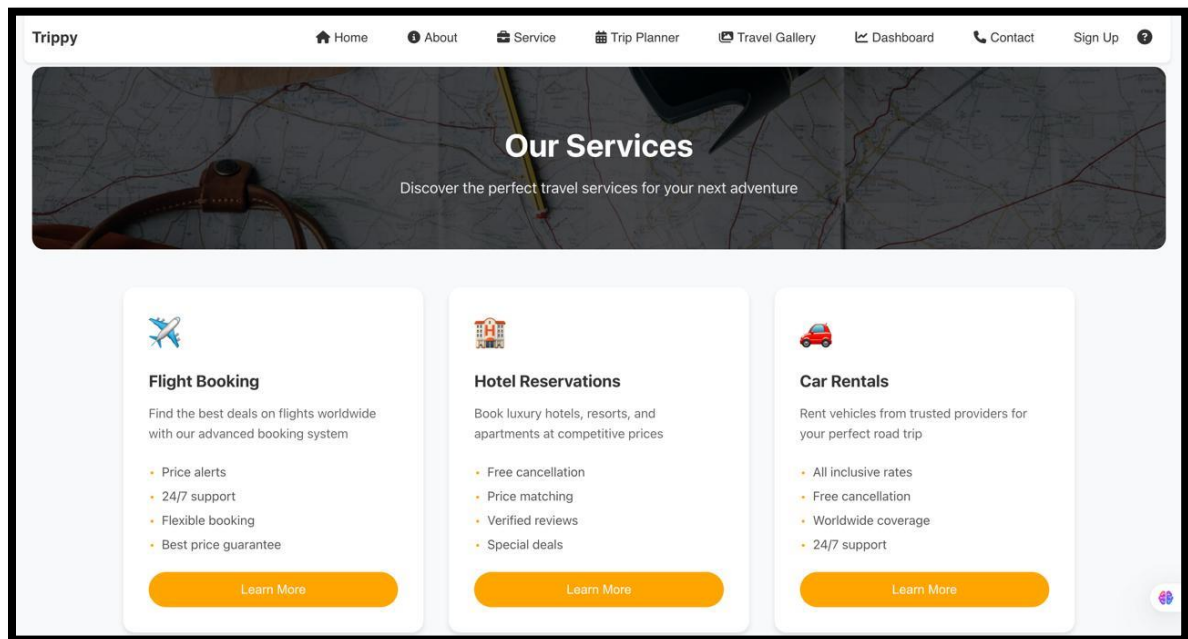 Trippy
Home
About
Service
Trip Planner
Travel Gallery
Dashboard
Contact
Sign Up
Our Services
Discover the perfect travel services for your next adventure
Flight Booking
Find the best deals on flights worldwide
with our advanced booking system
Price alerts
24/7 support
Flexible booking
Best price guarantee
Learn More
Hotel Reservations
Book luxury hotels, resorts, and
apartments at competitive prices
Free cancellation
Price matching
Verified reviews
Special deals
Learn More
Car Rentals
Rent vehicles from trusted providers for
your perfect road trip
All inclusive rates
Free cancellation
Worldwide coverage
24/7 support
Learn More